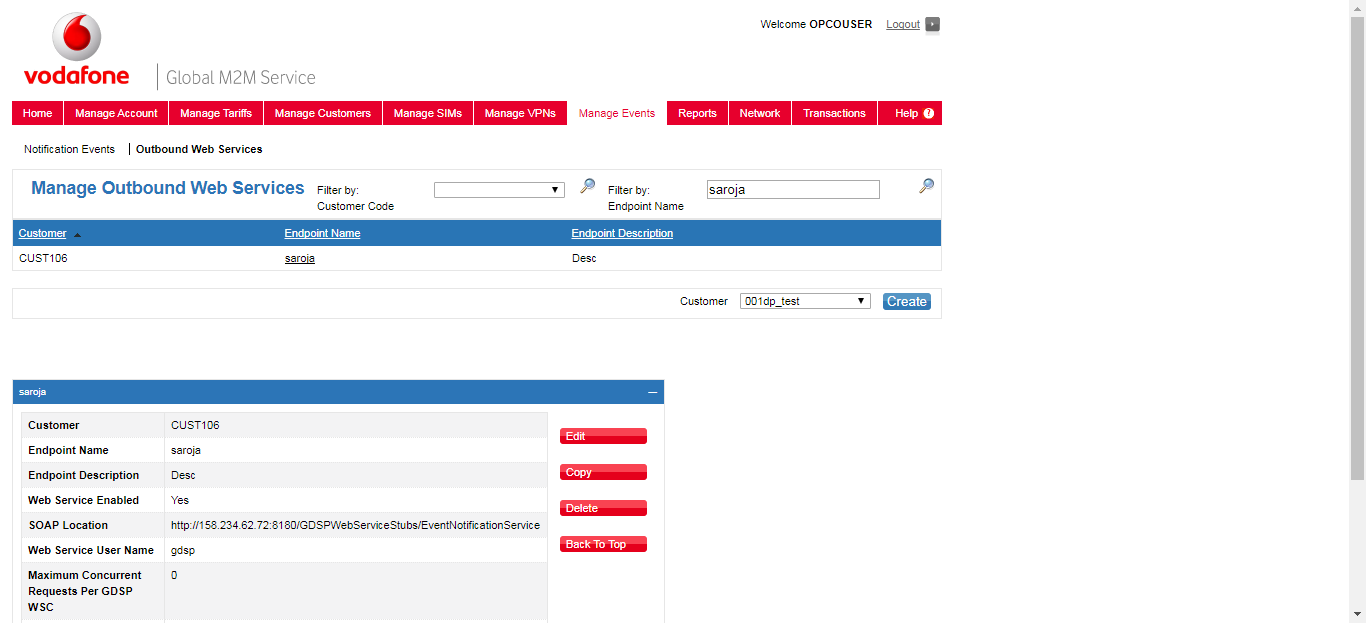 Welcome OPCOUSER Logout
vodafone
Global M2M Service
Home Manage Account Manage Tariffs Manage Customers Manage SIMs Manage VPNs Manage Events Reports Network Transactions Help ?
Notification Events Outbound Web Services
Manage Outbound Web Services Filter by: Filter by: saroja
Customer Code Endpoint Name
Customer Endpoint Name Endpoint Description
CUST106 saroja Desc
Customer 001dp_test Create
saroja
Customer CUST106
Edit
Endpoint Name saroja
Endpoint Description Desc
Copy
Web Service Enabled Yes
Delete
SOAP Location http://158.234.62.72:8180/GDSPWebServiceStubs/EventNotificationService
Back To Top
Web Service User Name gdsp
Maximum Concurrent 0
Requests Per GDSP
WSC